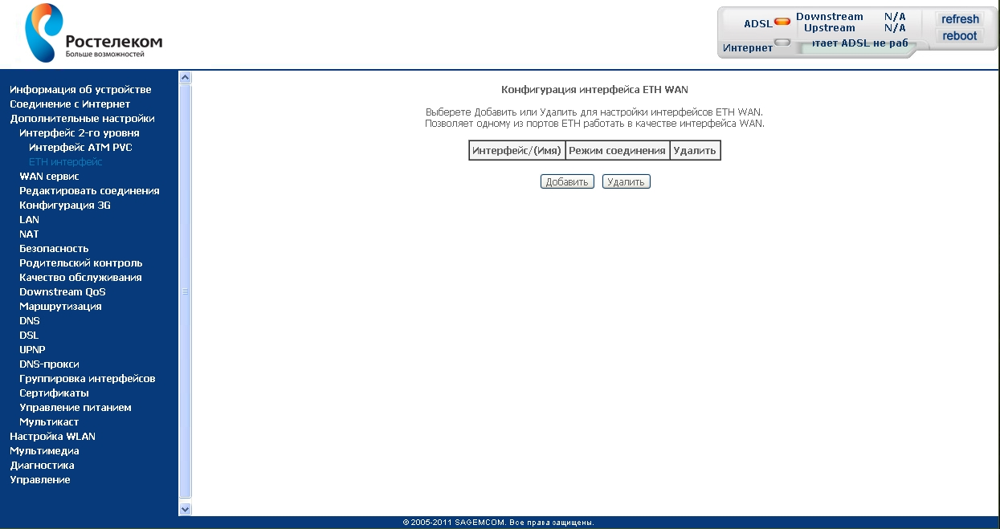 Ростелеком
Больше возможностей
ADSL
Downstream N/A
Upstream N/A
Интернет
тает ADSL не раб
refresh
reboot
Информация об устройстве
Соединение с Интернет
Дополнительные настройки
Интерфейс 2-го уровня
Интерфейс ATM PVC
ETH интерфейс
WAN сервис
Редактировать соединения
Конфигурация 3G
LAN
NAT
Безопасность
Родительский контроль
Качество обслуживания
Downstream QoS
Маршрутизация
DNS
DSL
UPNP
DNS-прокси
Группировка интерфейсов
Сертификаты
Управление питанием
Мультикаст
Настройка WLAN
Мультимедиа
Диагностика
Управление
Конфигурация интерфейса ETH WAN
Выберете Добавить или Удалить для настройки интерфейсов ETH WAN.
Позволяет одному из портов ETH работать в качестве интерфейса WAN.
Интерфейс/(Имя) Режим соединения Удалить
Добавить Удалить
© 2005-2011 SAGEMCOM. Все права защищены.